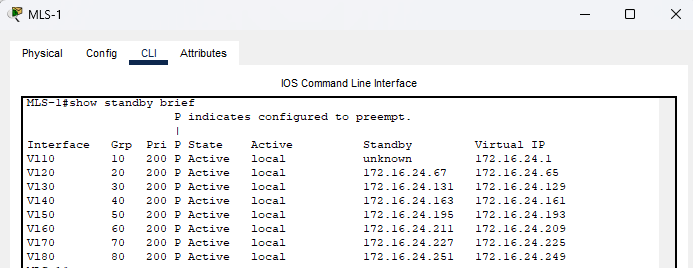 MLS-1
Physical Config CLI Attributes
IOS Command Line Interface
MLS-1#show standby brief
P indicates configured to preempt.
|
Interface Grp Pri P State Active Standby Virtual IP
Vl10 10 200 P Active local unknown 172.16.24.1
Vl20 20 200 P Active local 172.16.24.67 172.16.24.65
Vl30 30 200 P Active local 172.16.24.131 172.16.24.129
Vl40 40 200 P Active local 172.16.24.163 172.16.24.161
Vl50 50 200 P Active local 172.16.24.195 172.16.24.193
Vl60 60 200 P Active local 172.16.24.211 172.16.24.209
Vl70 70 200 P Active local 172.16.24.227 172.16.24.225
Vl80 80 200 P Active local 172.16.24.251 172.16.24.249